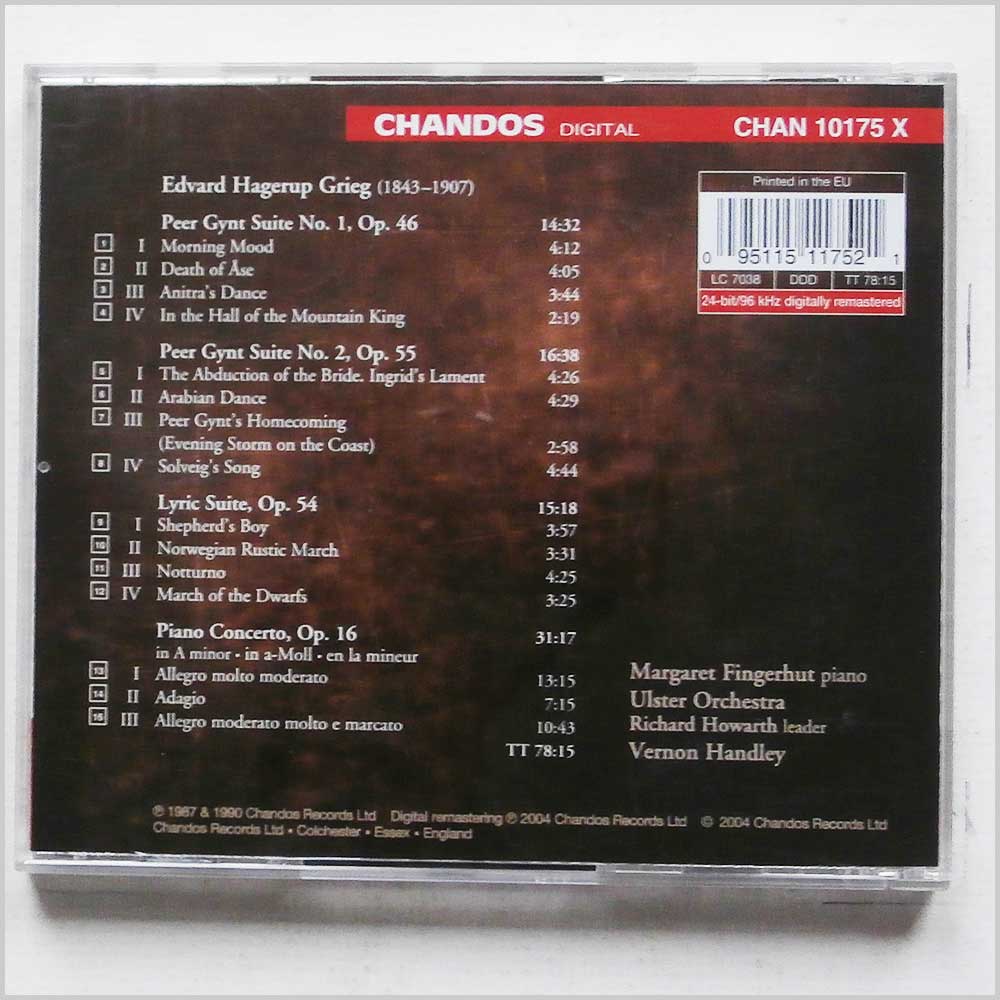 CHANDOS DIGITAL CHAN 10175 X
Printed in the EU
0 95115 11752 1
LC 7038 DDD TT 78:15
24-bit/96 kHz digitally remastered
Edvard Hagerup Grieg (1843–1907)
Peer Gynt Suite No. 1, Op. 46 14:32
1 I Morning Mood 4:12
2 II Death of Åse 4:05
3 III Anitra's Dance 3:44
4 IV In the Hall of the Mountain King 2:19
Peer Gynt Suite No. 2, Op. 55 16:38
5 I The Abduction of the Bride. Ingrid's Lament 4:26
6 II Arabian Dance 4:29
7 III Peer Gynt's Homecoming
(Evening Storm on the Coast) 2:58
8 IV Solveig's Song 4:44
Lyric Suite, Op. 54 15:18
9 I Shepherd's Boy 3:57
10 II Norwegian Rustic March 3:31
11 III Notturno 4:25
12 IV March of the Dwarfs 3:25
Piano Concerto, Op. 16 31:17
in A minor · in a-Moll · en la mineur
13 I Allegro molto moderato 13:15
14 II Adagio 7:15
15 III Allegro moderato molto e marcato 10:43
TT 78:15
Margaret Fingerhut piano
Ulster Orchestra
Richard Howarth leader
Vernon Handley
℗ 1987 & 1990 Chandos Records Ltd Digital remastering ℗ 2004 Chandos Records Ltd © 2004 Chandos Records Ltd
Chandos Records Ltd • Colchester • Essex • England